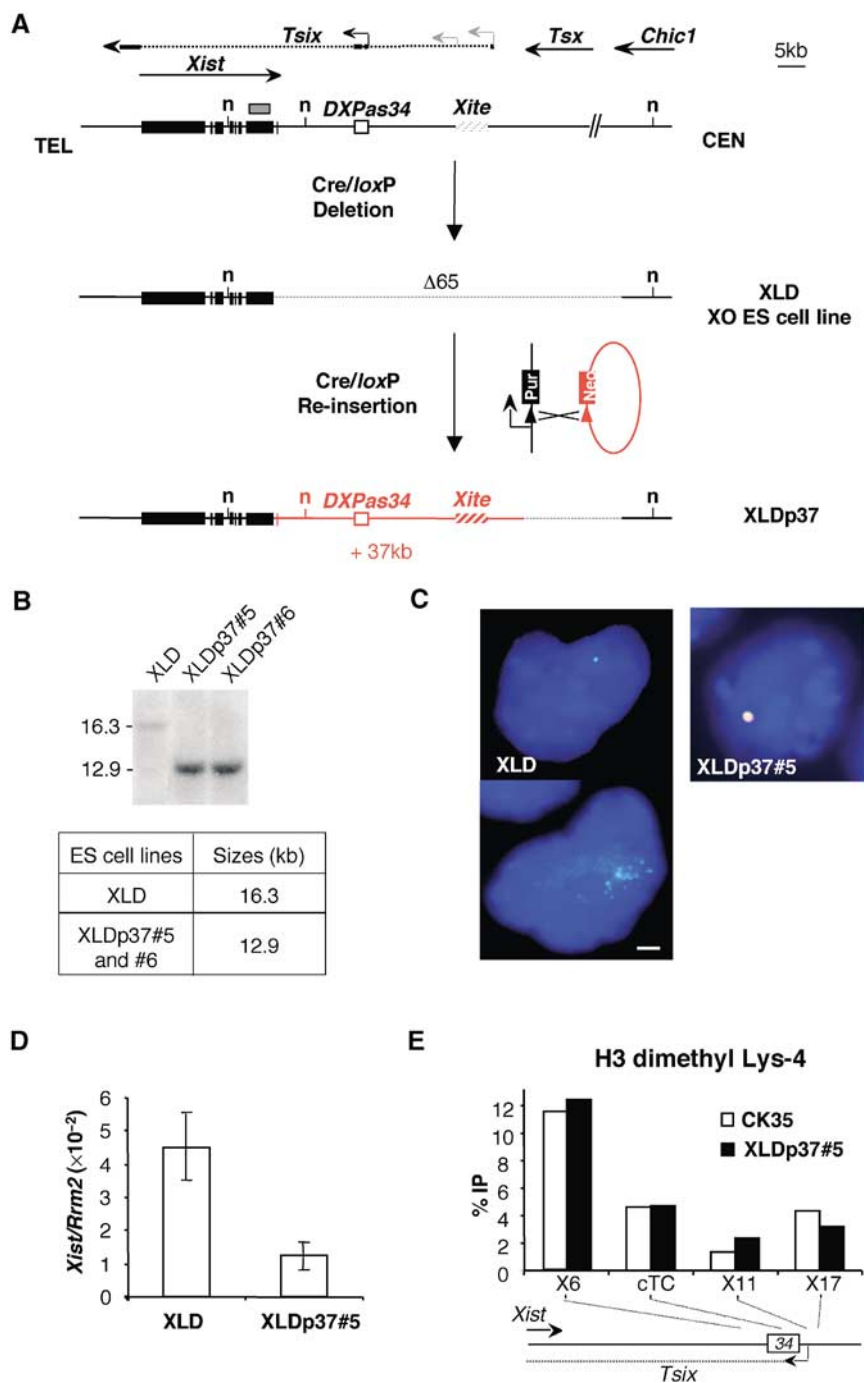 A
Tsix
Tsx
Chic1
5kb
Xist
n
n
DXPas34
Xite
n
TEL
CEN
Cre/loxP
Deletion
n
Δ65
n
XLD
XO ES cell line
Cre/loxP
Re-insertion
Pur
Neo
n
n
DXPas34
Xite
n
XLDp37
+ 37kb
B
XLD
XLDp37#5
XLDp37#6
16.3 -
12.9 -
ES cell lines
Sizes (kb)
XLD
16.3
XLDp37#5
and #6
12.9
C
XLD
XLDp37#5
D
Xist/Rrm2 (×10⁻²)
6
5
4
3
2
1
0
XLD
XLDp37#5
E
H3 dimethyl Lys-4
CK35
XLDp37#5
% IP
12
10
8
6
4
2
0
X6
cTC
X11
X17
Xist
34
Tsix